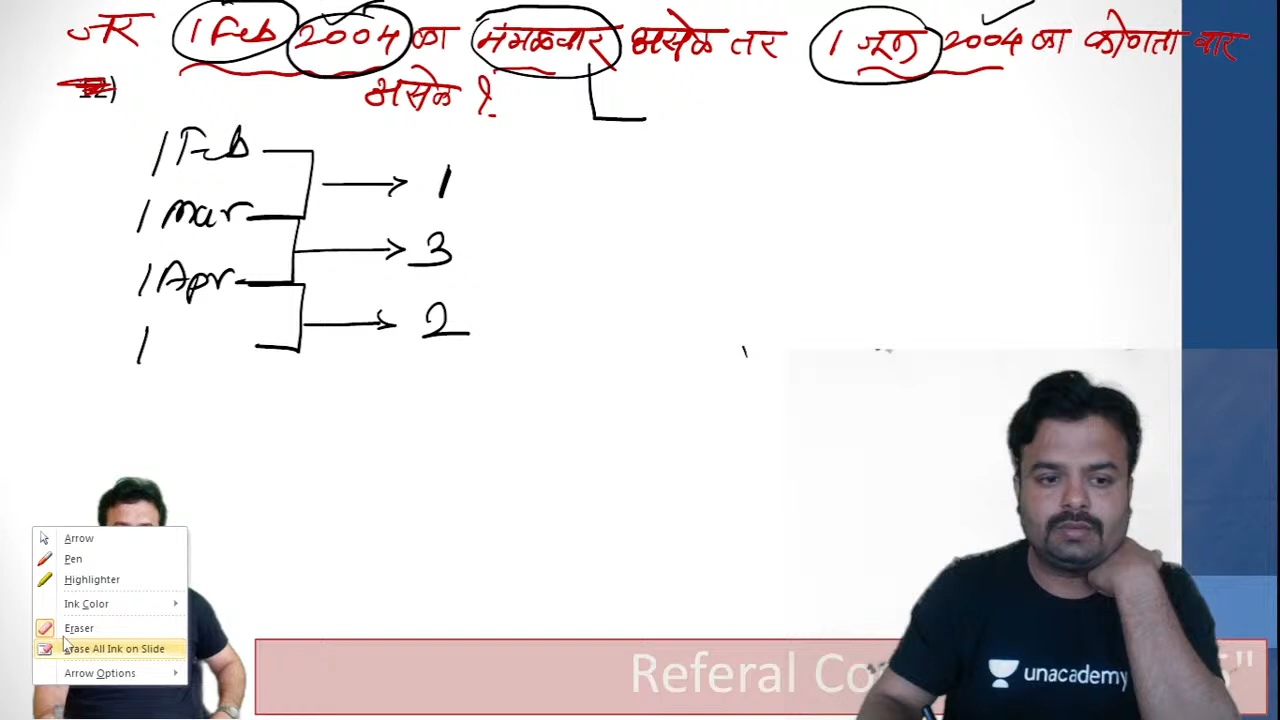 जर 1 Feb 2004 ला मंगळवार असेल तर 1 जून 2004 ला कोणता वार
असेल ?
1 Feb
1
1 mar
3
1 Apr
2
1
Arrow
Pen
Highlighter
Ink Color
Eraser
Erase All Ink on Slide
Arrow Options
Referal Co
unacademy